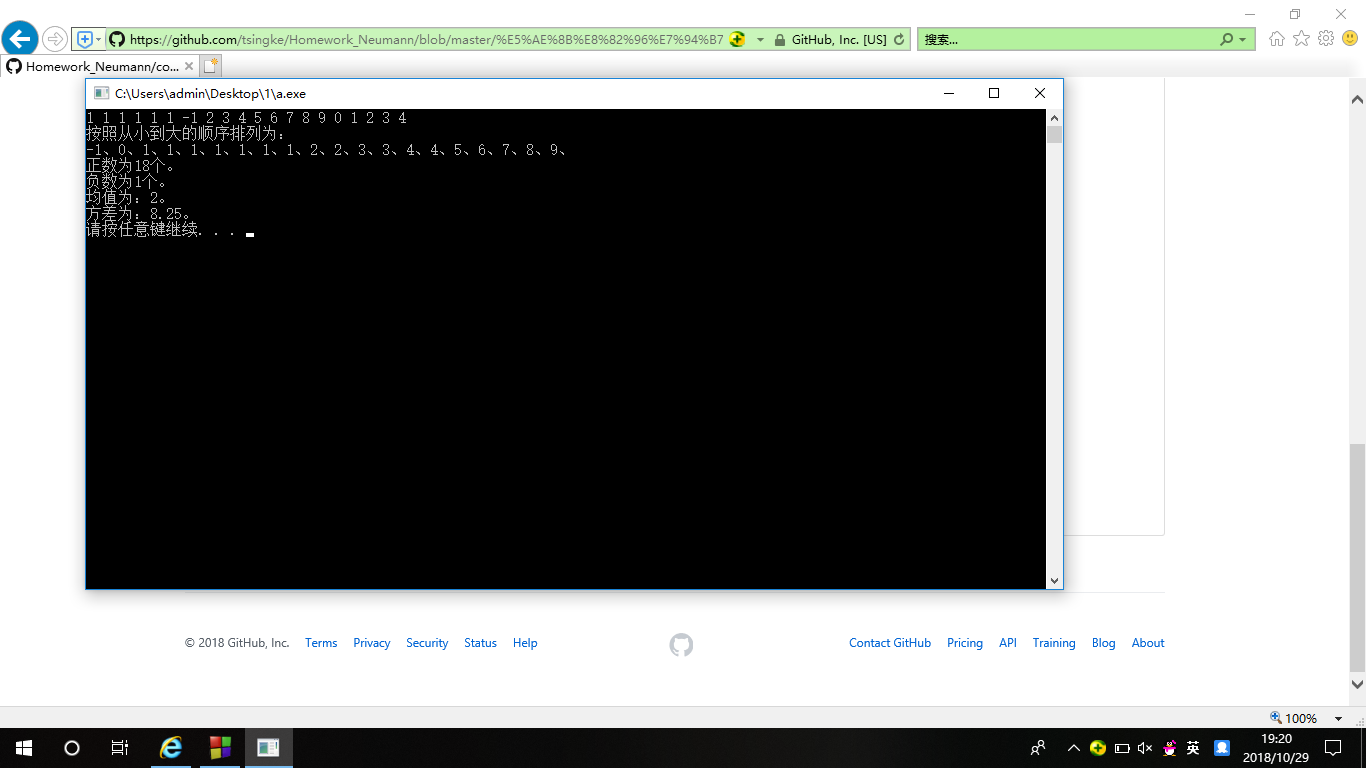 https://github.com/tsingke/Homework_Neumann/blob/master/%E5%AE%8B%E8%82%96%E7%94%B7
GitHub, Inc. [US]
搜索...
Homework_Neumann/co...
C:\Users\admin\Desktop\1\a.exe
1 1 1 1 1 1 -1 2 3 4 5 6 7 8 9 0 1 2 3 4
按照从小到大的顺序排列为：
-1、0、1、1、1、1、1、1、1、2、2、3、3、4、4、5、6、7、8、9、
正数为18个。
负数为1个。
均值为：2。
方差为：8.25。
请按任意键继续. . .
© 2018 GitHub, Inc. Terms Privacy Security Status Help
Contact GitHub Pricing API Training Blog About
100%
英
19:20
2018/10/29